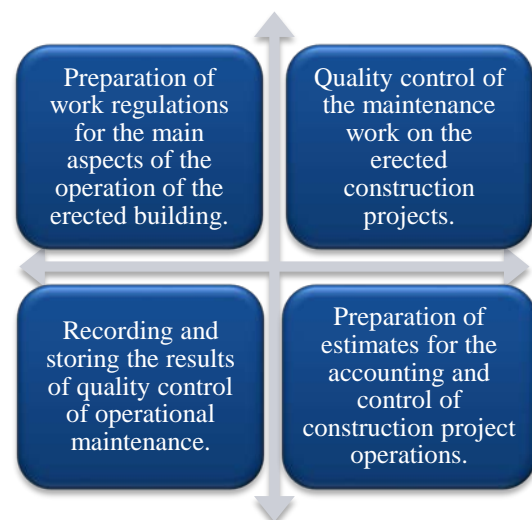 Preparation of
work regulations
for the main
aspects of the
operation of the
erected building.
Quality control of
the maintenance
work on the
erected
construction
projects.
Recording and
storing the results
of quality control
of operational
maintenance.
Preparation of
estimates for the
accounting and
control of
construction project
operations.